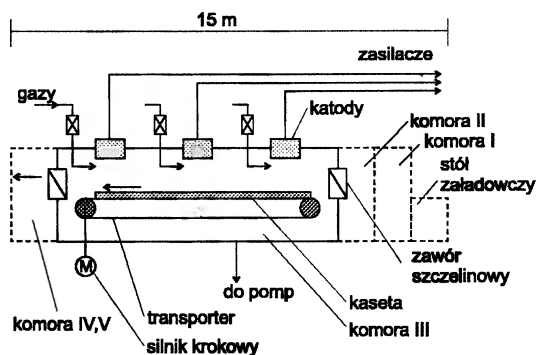 15 m
zasilacze
gazy
katody
komora II
komora I
stół
załadowczy
zawór
szczelinowy
M
do pomp
kaseta
komora IV,V
transporter
komora III
silnik krokowy